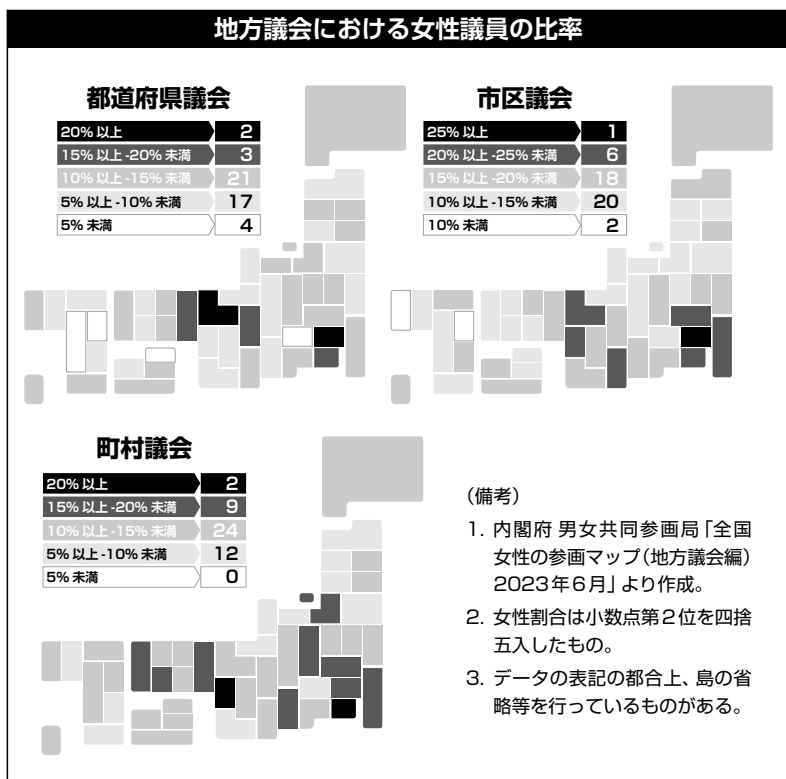 地方議会における女性議員の比率
都道府県議会
20% 以上 2
15% 以上 -20% 未満 3
10% 以上 -15% 未満 21
5% 以上 -10% 未満 17
5% 未満 4
市区議会
25% 以上 1
20% 以上 -25% 未満 6
15% 以上 -20% 未満 18
10% 以上 -15% 未満 20
10% 未満 2
町村議会
20% 以上 2
15% 以上 -20% 未満 9
10% 以上 -15% 未満 24
5% 以上 -10% 未満 12
5% 未満 0
（備考）
1. 内閣府 男女共同参画局「全国
女性の参画マップ（地方議会編）
2023年6月」より作成。
2. 女性割合は小数点第2位を四捨
五入したもの。
3. データの表記の都合上、島の省
略等を行っているものがある。